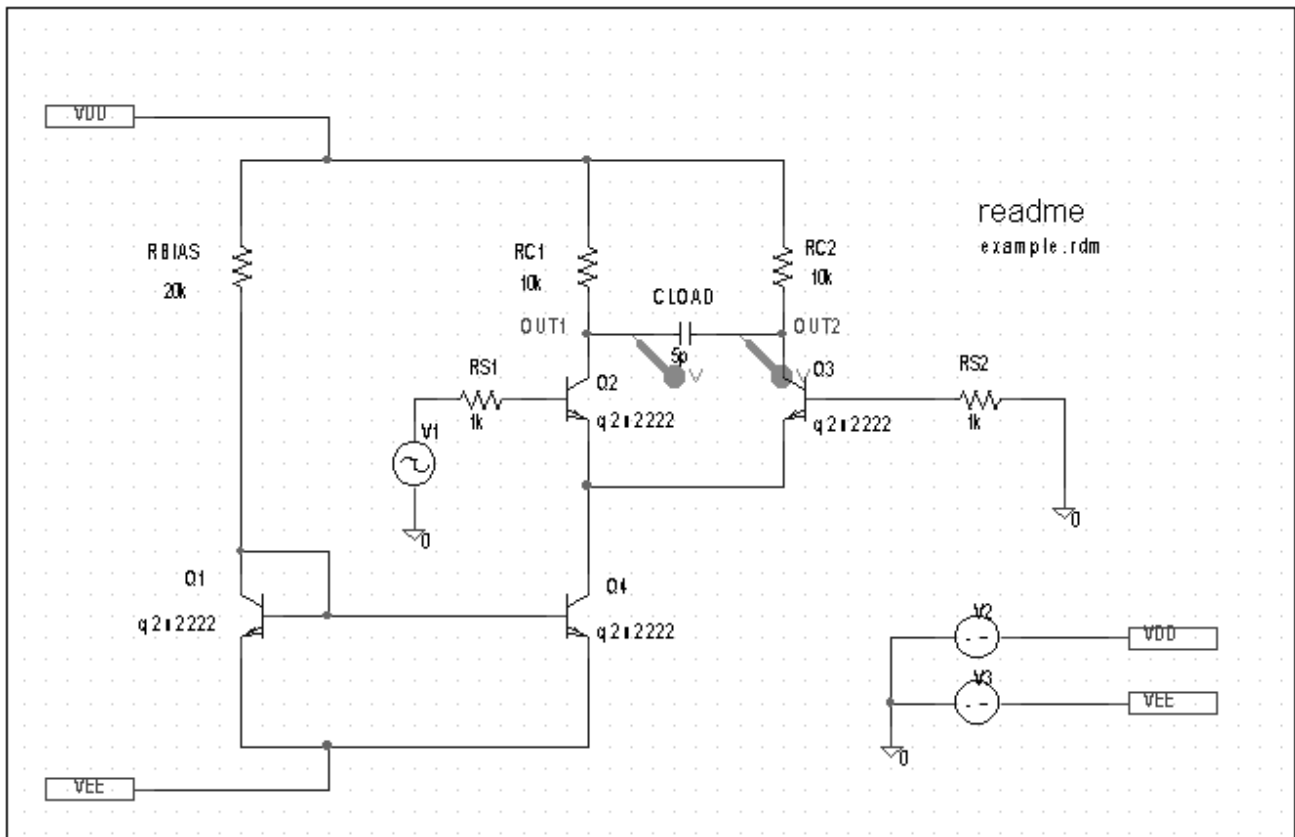 VDD
readme
example.rdm
RBIAS
20k
RC1
10k
RC2
10k
CLOAD
5p
OUT1
OUT2
V
V
RS1
1k
Q2
q2n2222
Q3
q2n2222
RS2
1k
V1
0
0
Q1
q2n2222
Q4
q2n2222
V2
VDD
V3
VEE
0
VEE